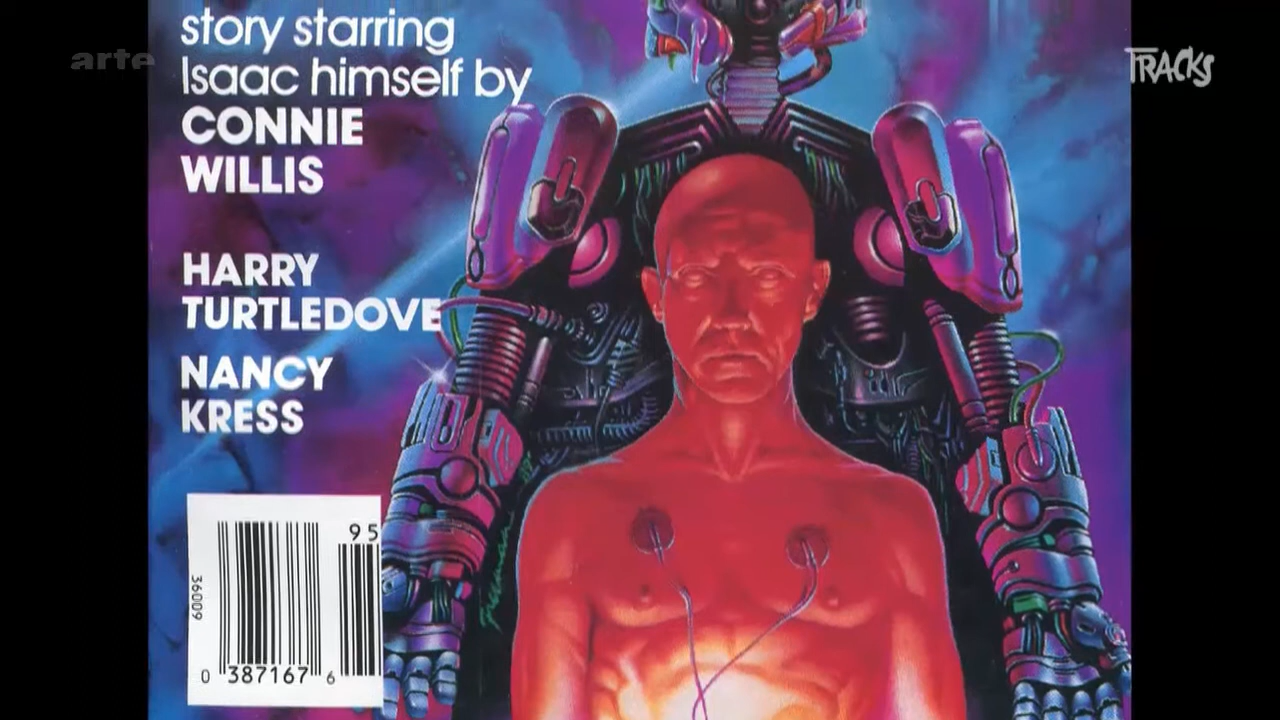 story starring
Isaac himself by
CONNIE
WILLIS
HARRY
TURTLEDOVE
NANCY
KRESS
95
36009
0 387167 6
arte
TRACKS